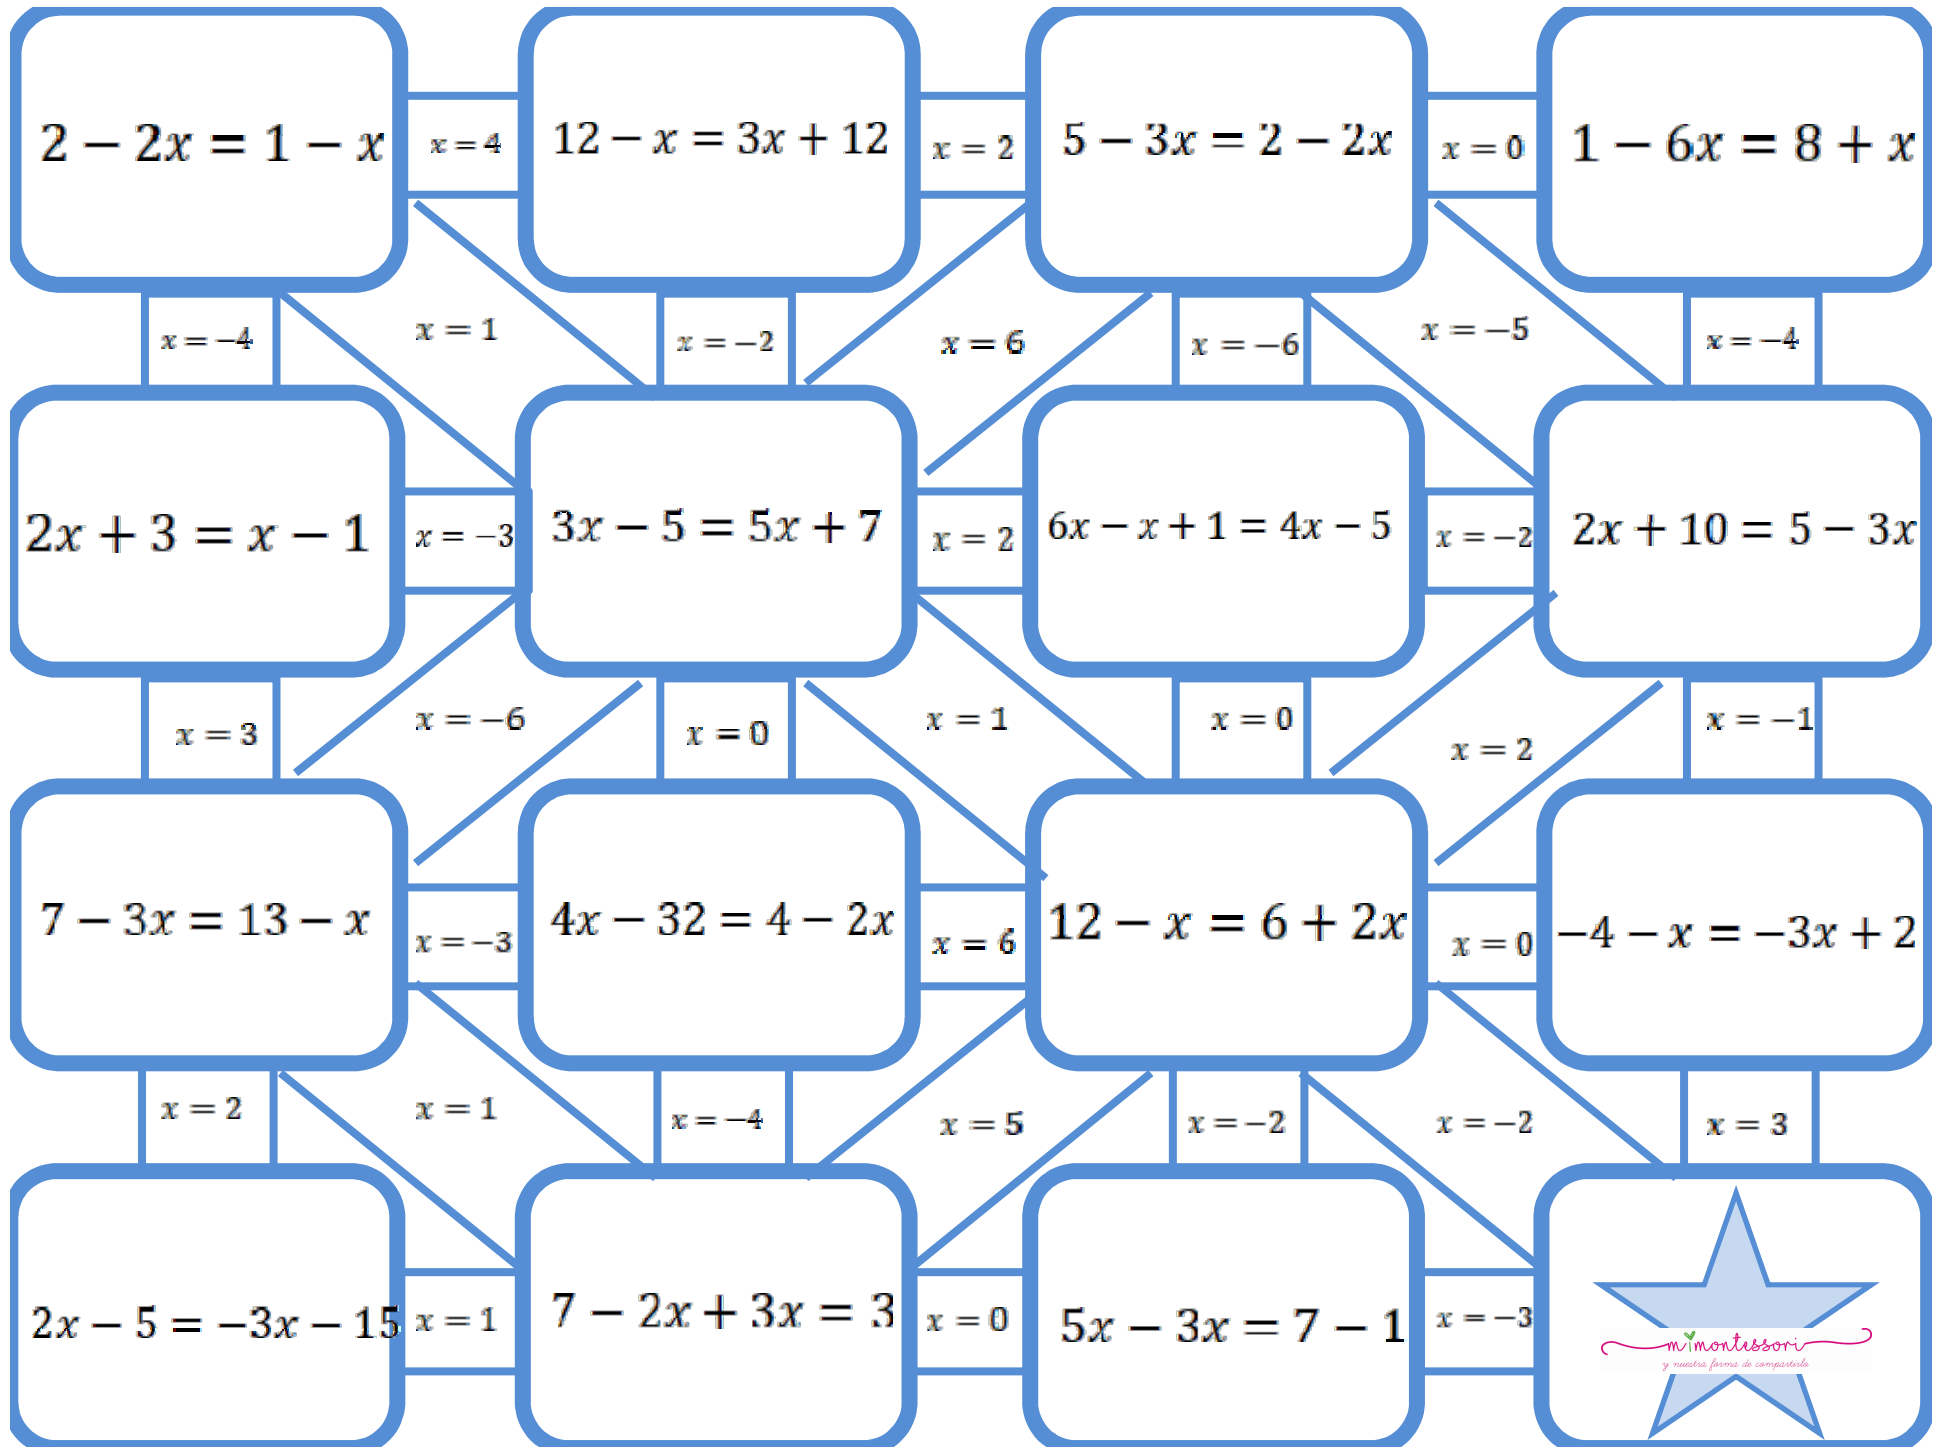 2 − 2x = 1 − x
x = 4
12 − x = 3x + 12
x = 2
5 − 3x = 2 − 2x
x = 0
1 − 6x = 8 + x
x = −4
x = 1
x = −2
x = 6
x = −6
x = −5
x = −4
2x + 3 = x − 1
x = −3
3x − 5 = 5x + 7
x = 2
6x − x + 1 = 4x − 5
x = −2
2x + 10 = 5 − 3x
x = 3
x = −6
x = 0
x = 1
x = 0
x = 2
x = −1
7 − 3x = 13 − x
x = −3
4x − 32 = 4 − 2x
x = 6
12 − x = 6 + 2x
x = 0
−4 − x = −3x + 2
x = 2
x = 1
x = −4
x = 5
x = −2
x = −2
x = 3
2x − 5 = −3x − 15
x = 1
7 − 2x + 3x = 3
x = 0
5x − 3x = 7 − 1
x = −3
mimontessori
y nuestra forma de compartirlo